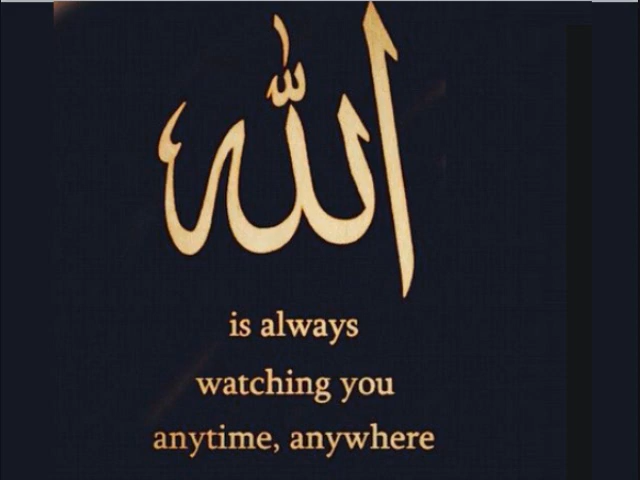 الله
is always
watching you
anytime, anywhere